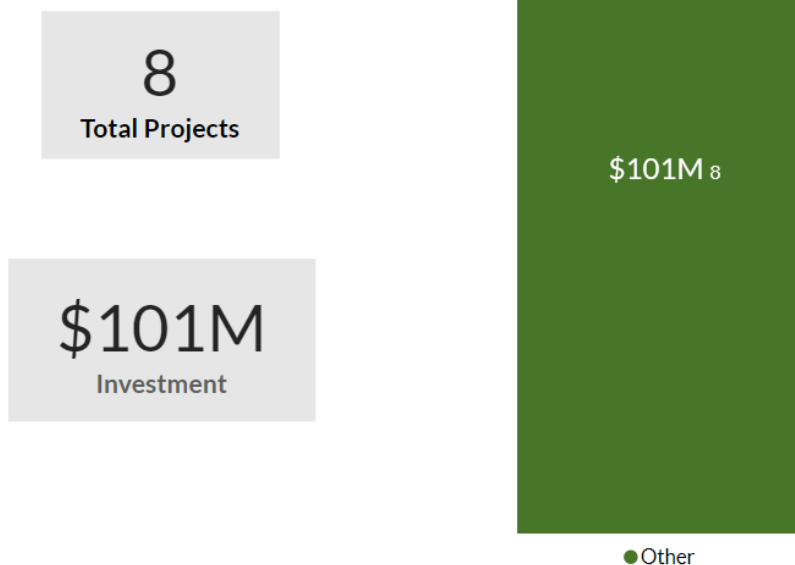 8
Total Projects
$101M
Investment
$101M 8
Other